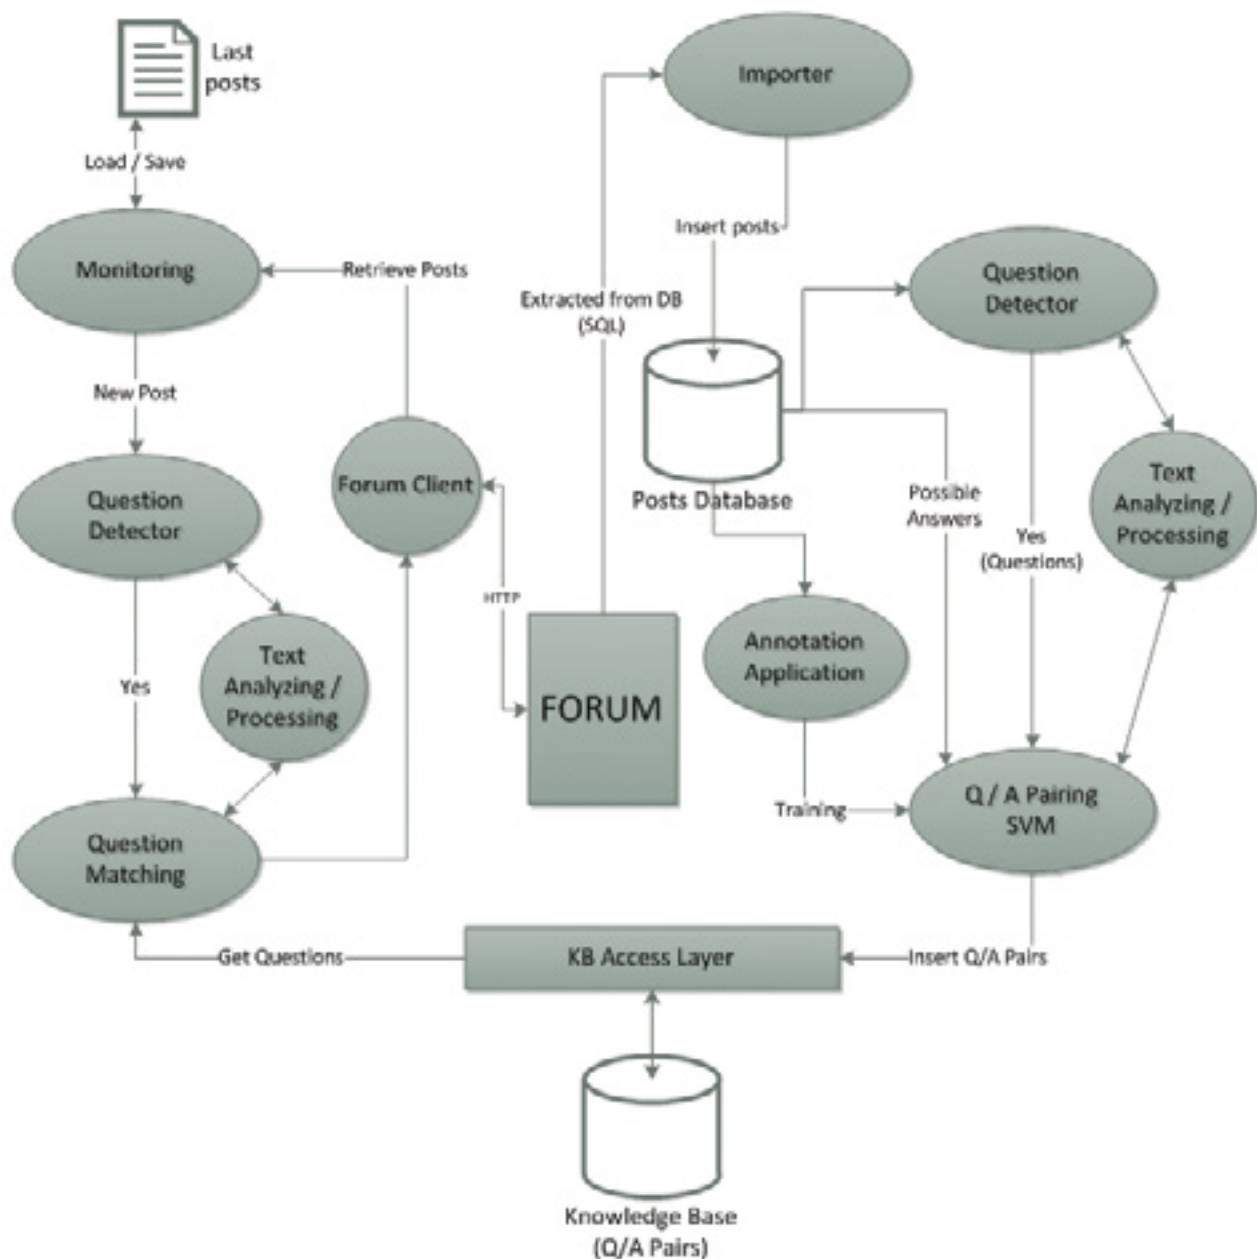 Last
posts
Importer
Load / Save
Insert posts
Monitoring
Retrieve Posts
Question
Detector
Extracted from DB
(SQL)
New Post
Question
Detector
Forum Client
Posts Database
Possible
Answers
Yes
(Questions)
Text
Analyzing /
Processing
HTTP
Text
Analyzing /
Processing
Yes
FORUM
Annotation
Application
Training
Q / A Pairing
SVM
Question
Matching
Get Questions
KB Access Layer
Insert Q/A Pairs
Knowledge Base
(Q/A Pairs)